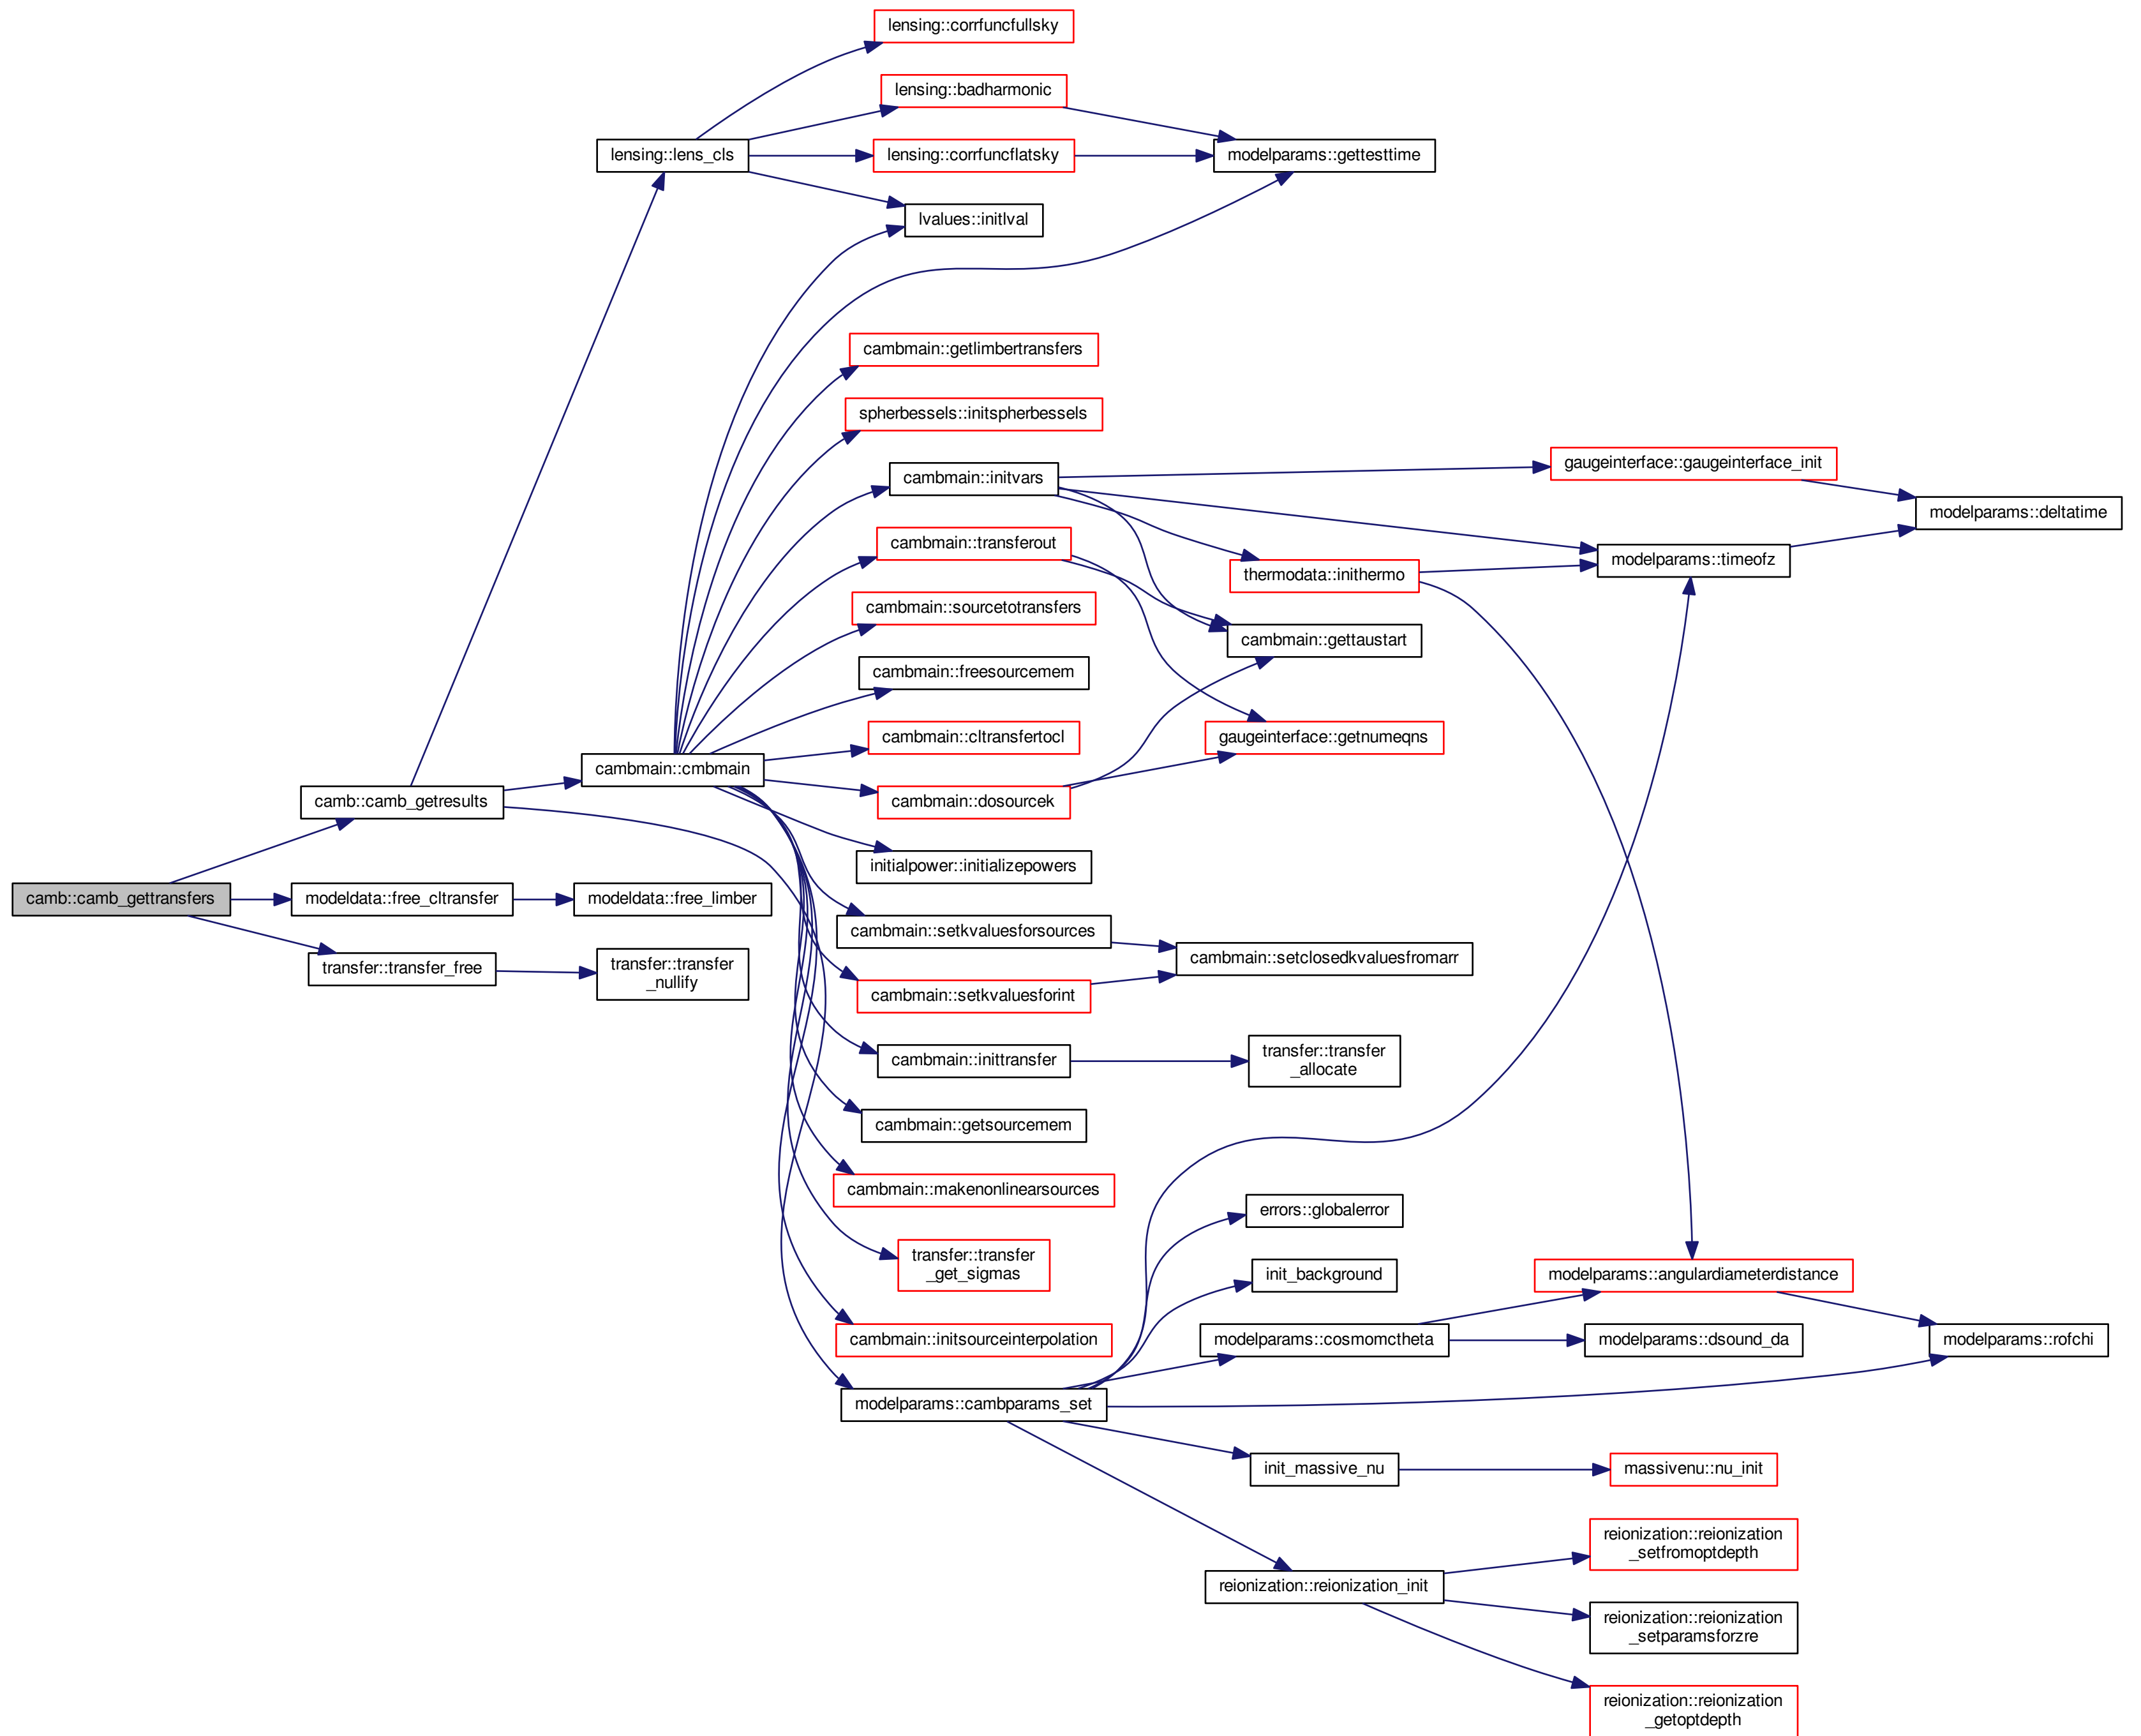 lensing::corrfuncfullsky
lensing::badharmonic
lensing::lens_cls
lensing::corrfuncflatsky
modelparams::gettesttime
lvalues::initlval
cambmain::getlimbertransfers
spherbessels::initspherbessels
cambmain::initvars
gaugeinterface::gaugeinterface_init
modelparams::deltatime
cambmain::transferout
thermodata::inithermo
modelparams::timeofz
cambmain::sourcetotransfers
cambmain::gettaustart
cambmain::freesourcemem
cambmain::cltransfertocl
gaugeinterface::getnumeqns
cambmain::cmbmain
camb::camb_getresults
cambmain::dosourcek
initialpower::initializepowers
camb::camb_gettransfers
modeldata::free_cltransfer
modeldata::free_limber
cambmain::setkvaluesforsources
cambmain::setclosedkvaluesfromarr
transfer::transfer_free
transfer::transfer
_nullify
cambmain::setkvaluesforint
cambmain::inittransfer
transfer::transfer
_allocate
cambmain::getsourcemem
cambmain::makenonlinearsources
errors::globalerror
transfer::transfer
_get_sigmas
init_background
modelparams::angulardiameterdistance
cambmain::initsourceinterpolation
modelparams::cosmomctheta
modelparams::dsound_da
modelparams::rofchi
modelparams::cambparams_set
init_massive_nu
massivenu::nu_init
reionization::reionization
_setfromoptdepth
reionization::reionization_init
reionization::reionization
_setparamsforzre
reionization::reionization
_getoptdepth